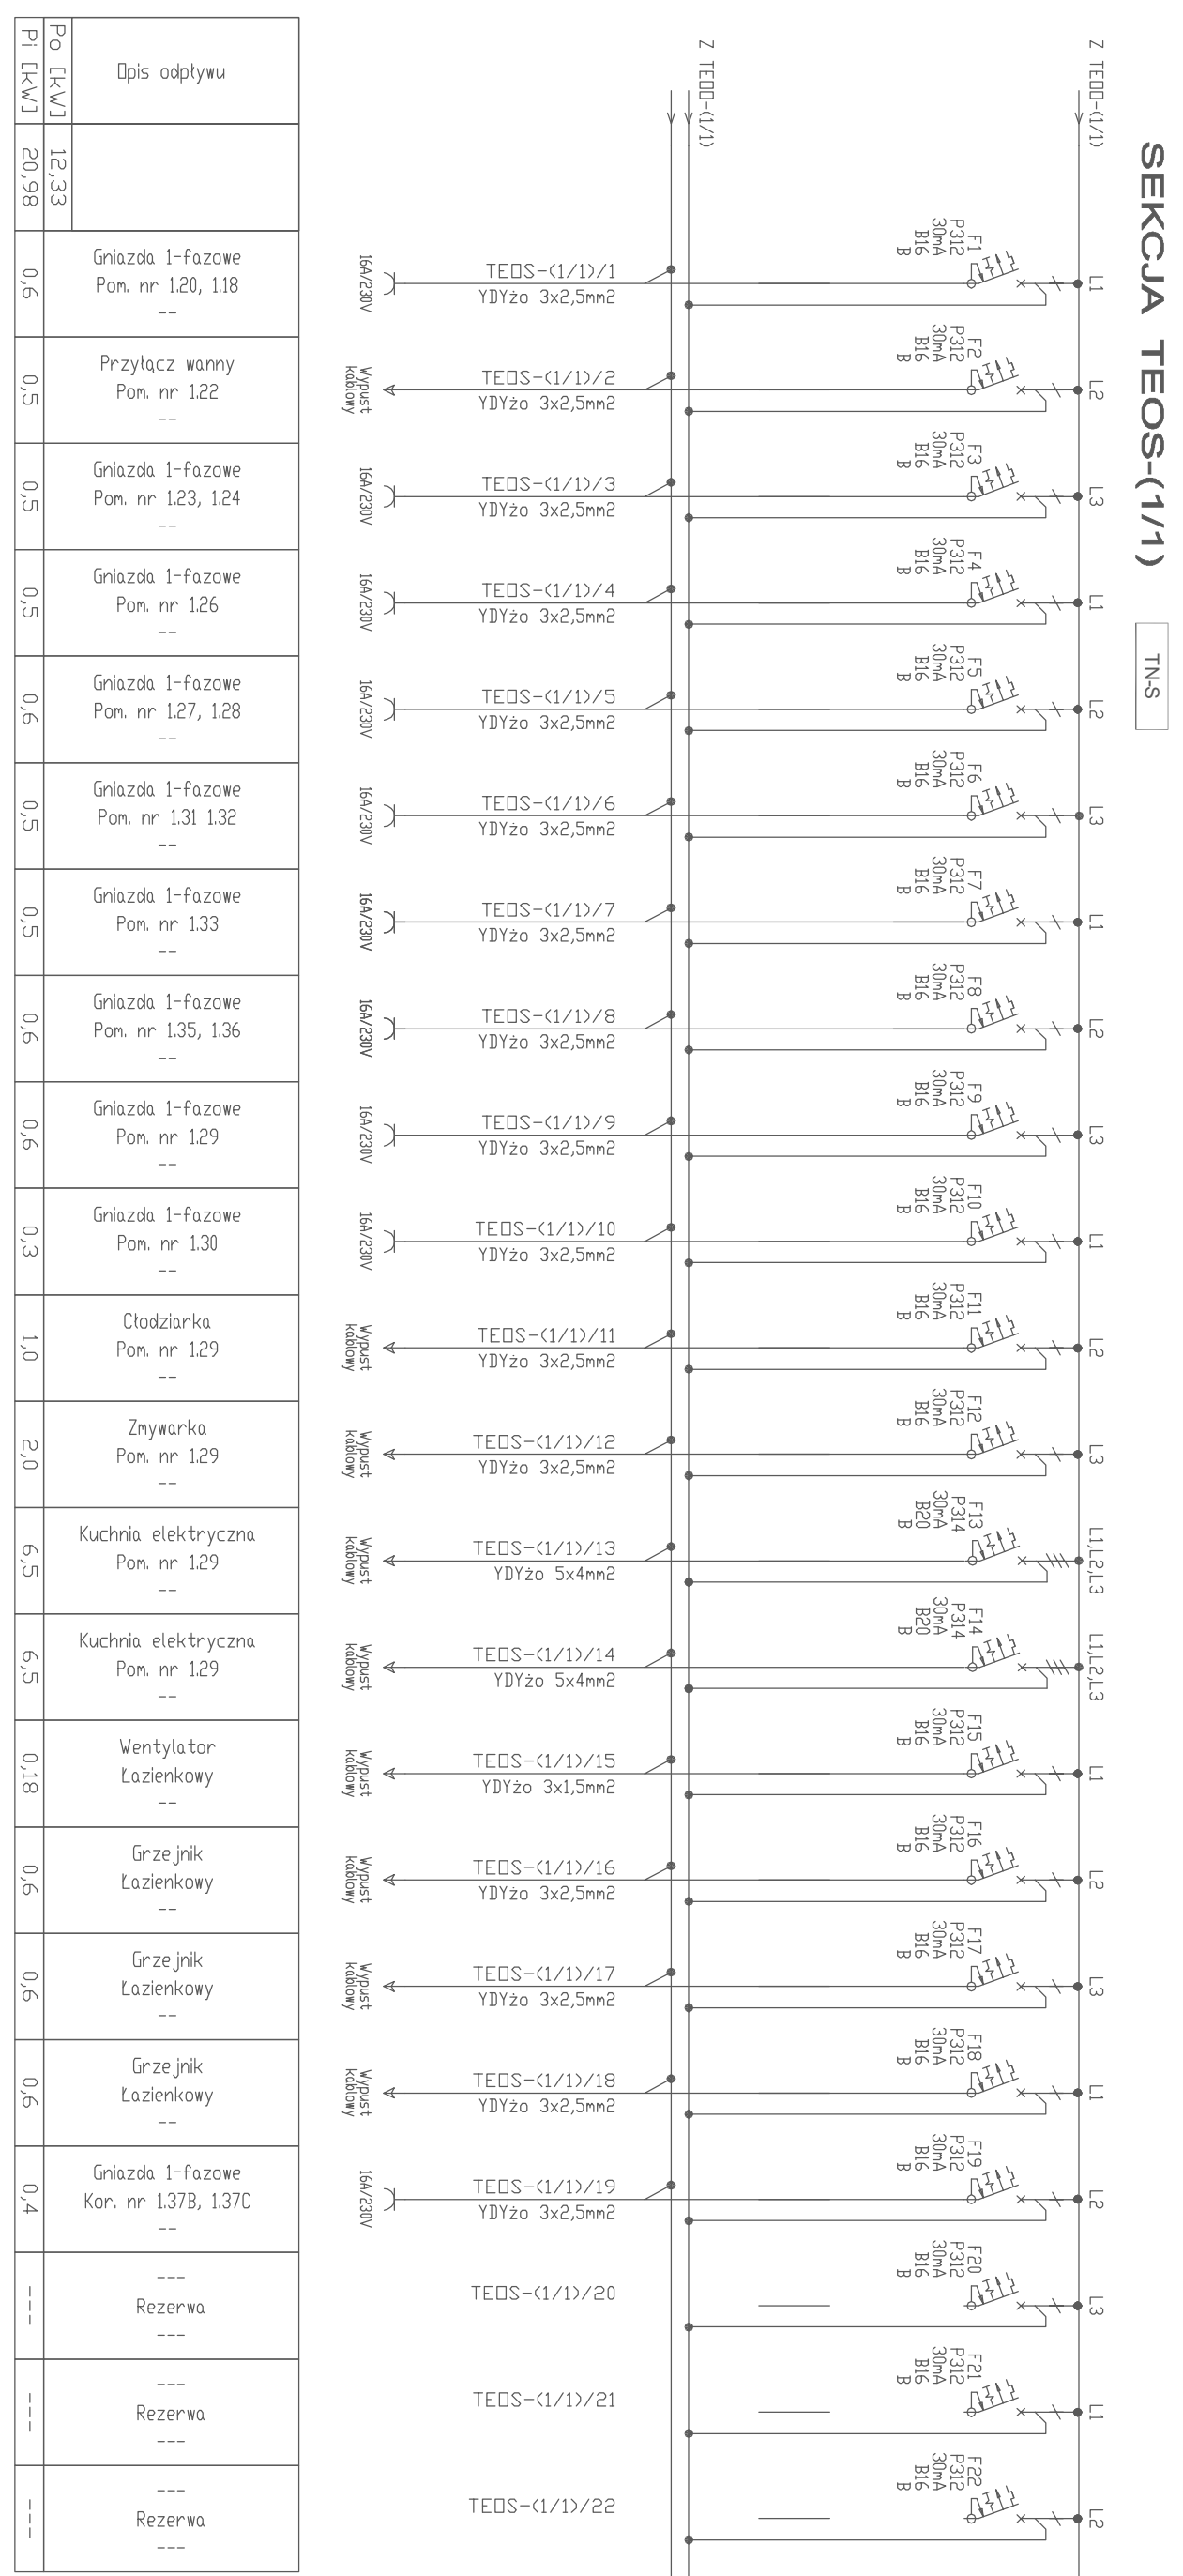 SEKCJA TEOS-(1/1)
TN-S
Z TEOO-(1/1)
Z TEOO-(1/1)
Opis odpływu
Po [kW]
12,33
Pi [kW]
20,98
L1
F1
P312
30mA
B16
B
TEOS-(1/1)/1
YDYżo 3x2,5mm2
16A/230V
Gniazda 1-fazowe
Pom. nr 1.20, 1.18
--
0,6
L2
F2
P312
30mA
B16
B
TEOS-(1/1)/2
YDYżo 3x2,5mm2
Wypust
kablowy
Przyłącz wanny
Pom. nr 1.22
--
0,5
L3
F3
P312
30mA
B16
B
TEOS-(1/1)/3
YDYżo 3x2,5mm2
16A/230V
Gniazda 1-fazowe
Pom. nr 1.23, 1.24
--
0,5
L1
F4
P312
30mA
B16
B
TEOS-(1/1)/4
YDYżo 3x2,5mm2
16A/230V
Gniazda 1-fazowe
Pom. nr 1.26
--
0,5
L2
F5
P312
30mA
B16
B
TEOS-(1/1)/5
YDYżo 3x2,5mm2
16A/230V
Gniazda 1-fazowe
Pom. nr 1.27, 1.28
--
0,6
L3
F6
P312
30mA
B16
B
TEOS-(1/1)/6
YDYżo 3x2,5mm2
16A/230V
Gniazda 1-fazowe
Pom. nr 1.31 1.32
--
0,5
L1
F7
P312
30mA
B16
B
TEOS-(1/1)/7
YDYżo 3x2,5mm2
16A/230V
Gniazda 1-fazowe
Pom. nr 1.33
--
0,5
L2
F8
P312
30mA
B16
B
TEOS-(1/1)/8
YDYżo 3x2,5mm2
16A/230V
Gniazda 1-fazowe
Pom. nr 1.35, 1.36
--
0,6
L3
F9
P312
30mA
B16
B
TEOS-(1/1)/9
YDYżo 3x2,5mm2
16A/230V
Gniazda 1-fazowe
Pom. nr 1.29
--
0,6
L1
F10
P312
30mA
B16
B
TEOS-(1/1)/10
YDYżo 3x2,5mm2
16A/230V
Gniazda 1-fazowe
Pom. nr 1.30
--
0,3
L2
F11
P312
30mA
B16
B
TEOS-(1/1)/11
YDYżo 3x2,5mm2
Wypust
kablowy
Cłodziarka
Pom. nr 1.29
--
1,0
L3
F12
P312
30mA
B16
B
TEOS-(1/1)/12
YDYżo 3x2,5mm2
Wypust
kablowy
Zmywarka
Pom. nr 1.29
--
2,0
L1,L2,L3
F13
P314
30mA
B20
B
TEOS-(1/1)/13
YDYżo 5x4mm2
Wypust
kablowy
Kuchnia elektryczna
Pom. nr 1.29
--
6,5
L1,L2,L3
F14
P314
30mA
B20
B
TEOS-(1/1)/14
YDYżo 5x4mm2
Wypust
kablowy
Kuchnia elektryczna
Pom. nr 1.29
--
6,5
L1
F15
P312
30mA
B16
B
TEOS-(1/1)/15
YDYżo 3x1,5mm2
Wypust
kablowy
Wentylator
Łazienkowy
--
0,18
L2
F16
P312
30mA
B16
B
TEOS-(1/1)/16
YDYżo 3x2,5mm2
Wypust
kablowy
Grzejnik
Łazienkowy
--
0,6
L3
F17
P312
30mA
B16
B
TEOS-(1/1)/17
YDYżo 3x2,5mm2
Wypust
kablowy
Grzejnik
Łazienkowy
--
0,6
L1
F18
P312
30mA
B16
B
TEOS-(1/1)/18
YDYżo 3x2,5mm2
Wypust
kablowy
Grzejnik
Łazienkowy
--
0,6
L2
F19
P312
30mA
B16
B
TEOS-(1/1)/19
YDYżo 3x2,5mm2
16A/230V
Gniazda 1-fazowe
Kor. nr 1.37B, 1.37C
--
0,4
L3
F20
P312
30mA
B16
B
TEOS-(1/1)/20
---
Rezerwa
---
---
L1
F21
P312
30mA
B16
B
TEOS-(1/1)/21
---
Rezerwa
---
---
L2
F22
P312
30mA
B16
B
TEOS-(1/1)/22
---
Rezerwa
---
---